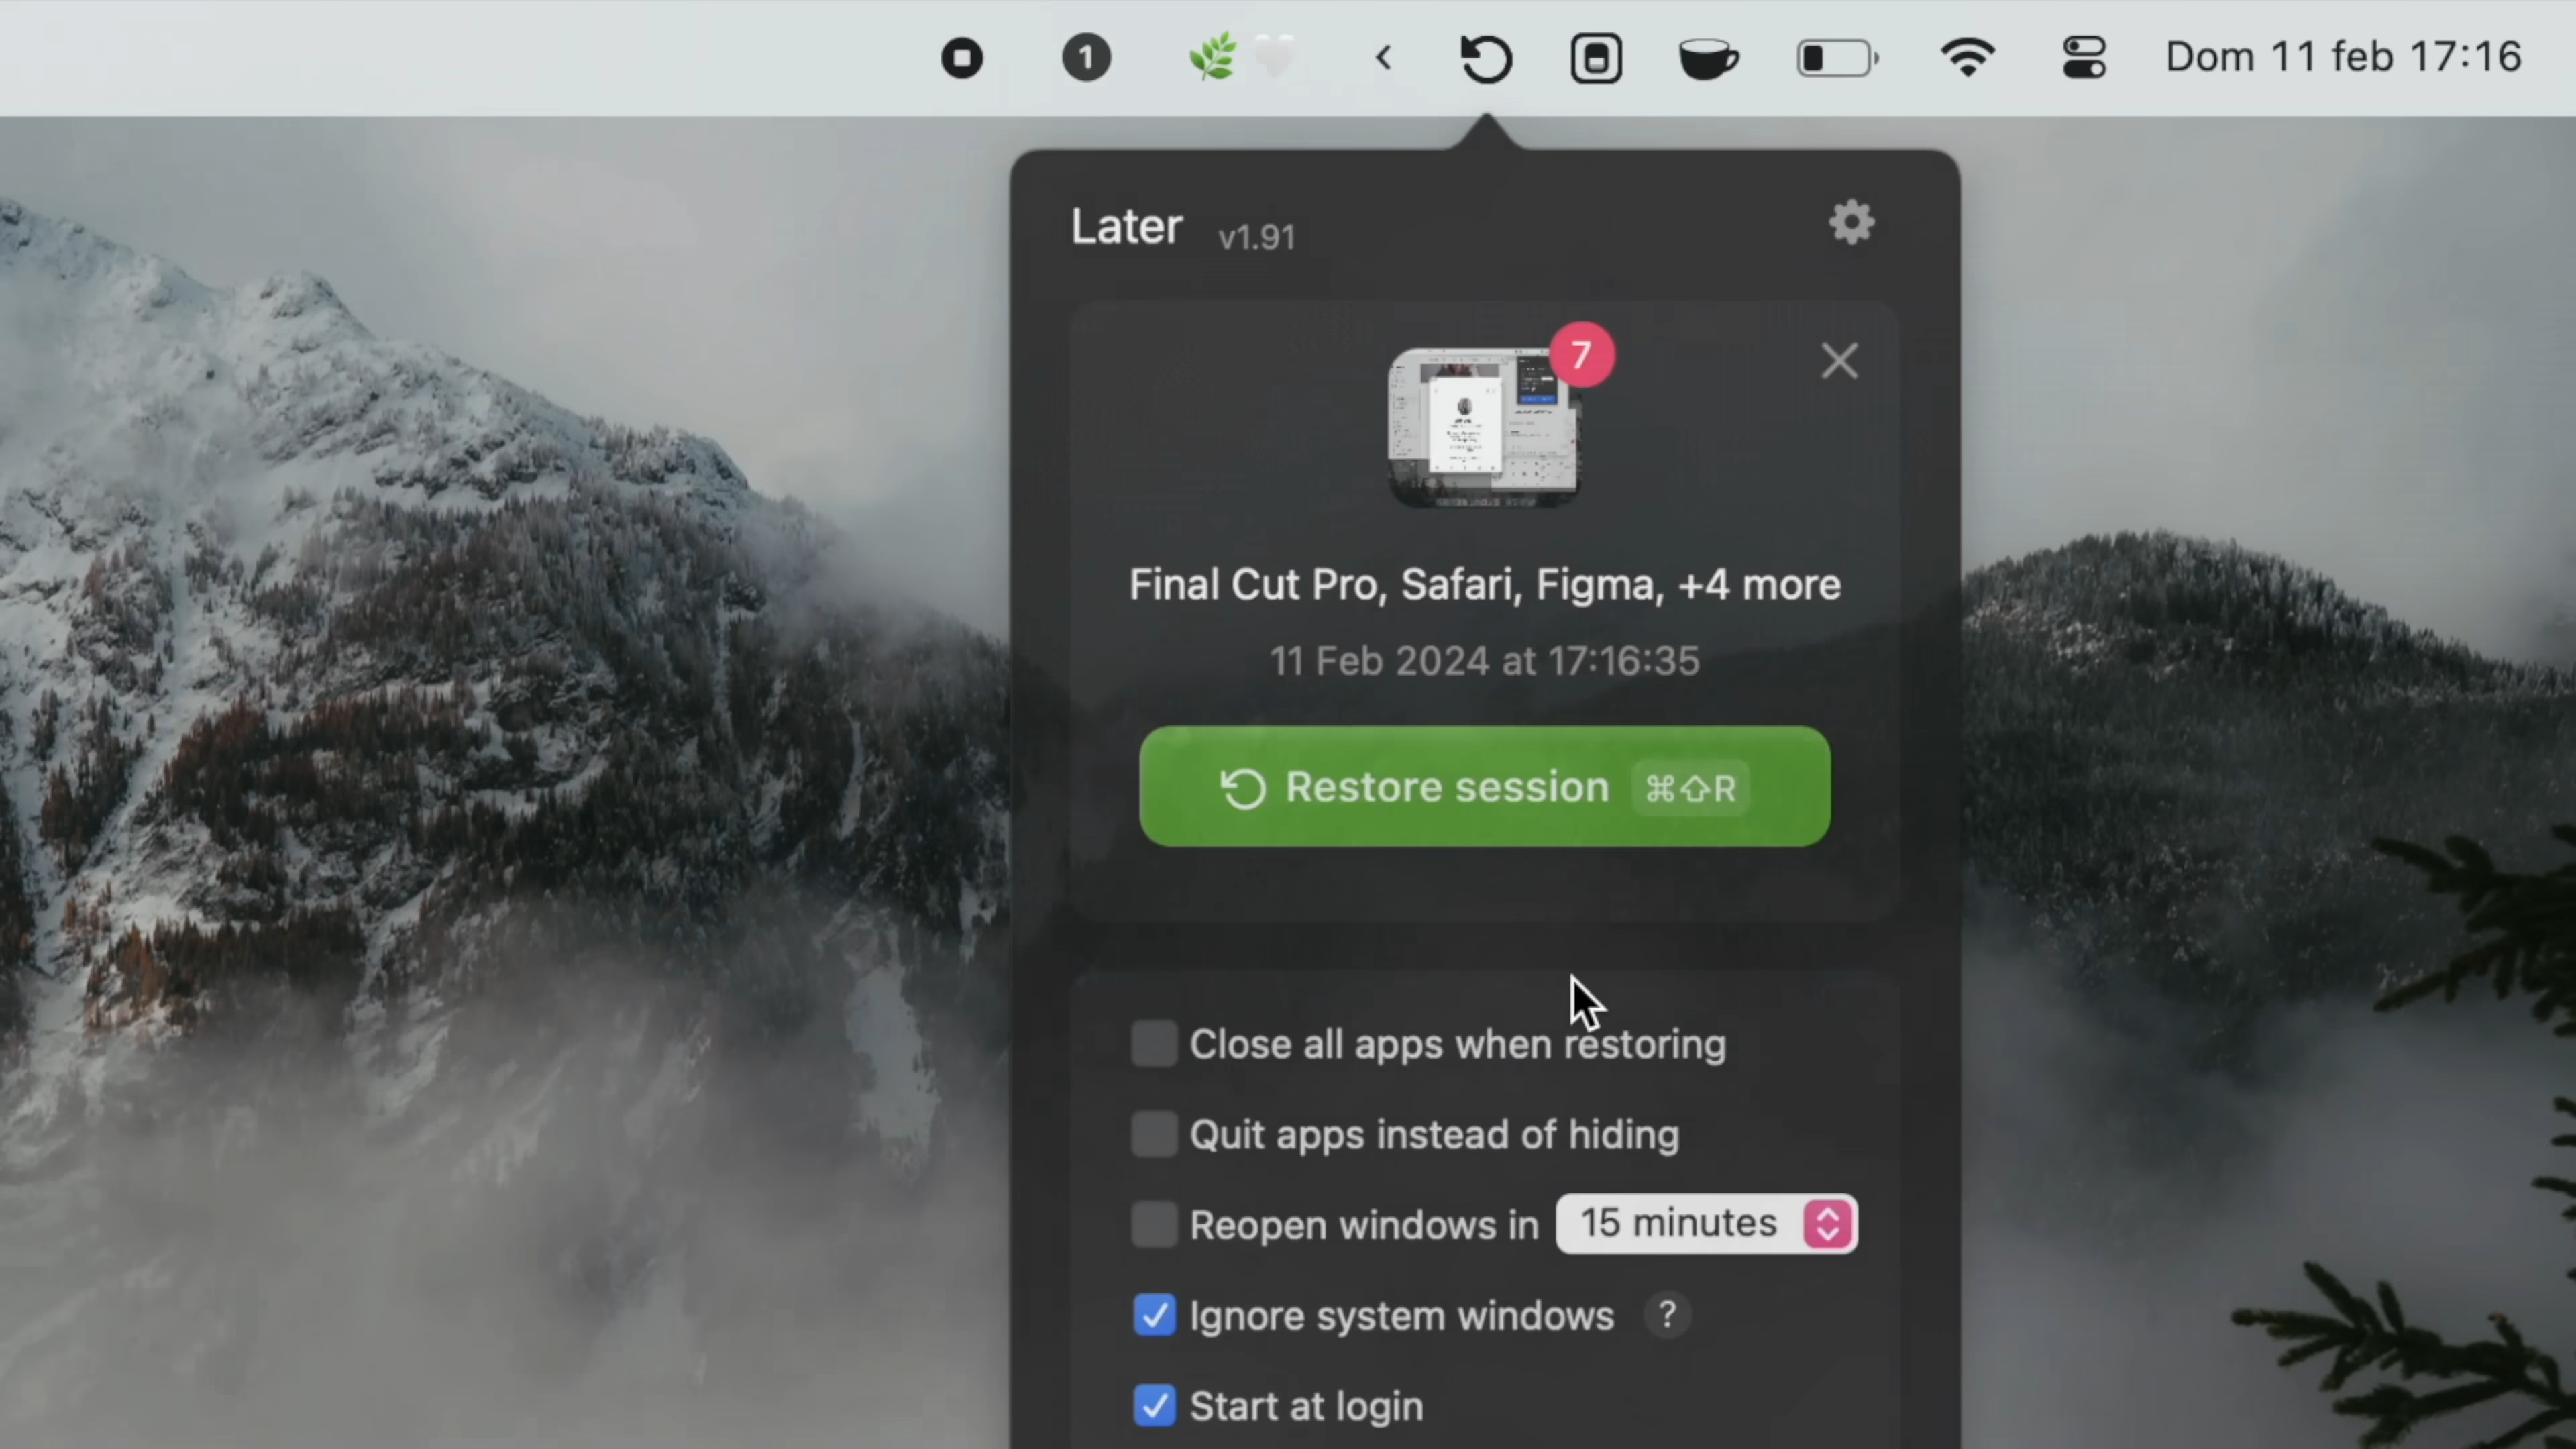 1
Dom 11 feb 17:16
Later v1.91
7
Final Cut Pro, Safari, Figma, +4 more
11 Feb 2024 at 17:16:35
Restore session ⌘⇧R
Close all apps when restoring
Quit apps instead of hiding
Reopen windows in 15 minutes
Ignore system windows ?
Start at login